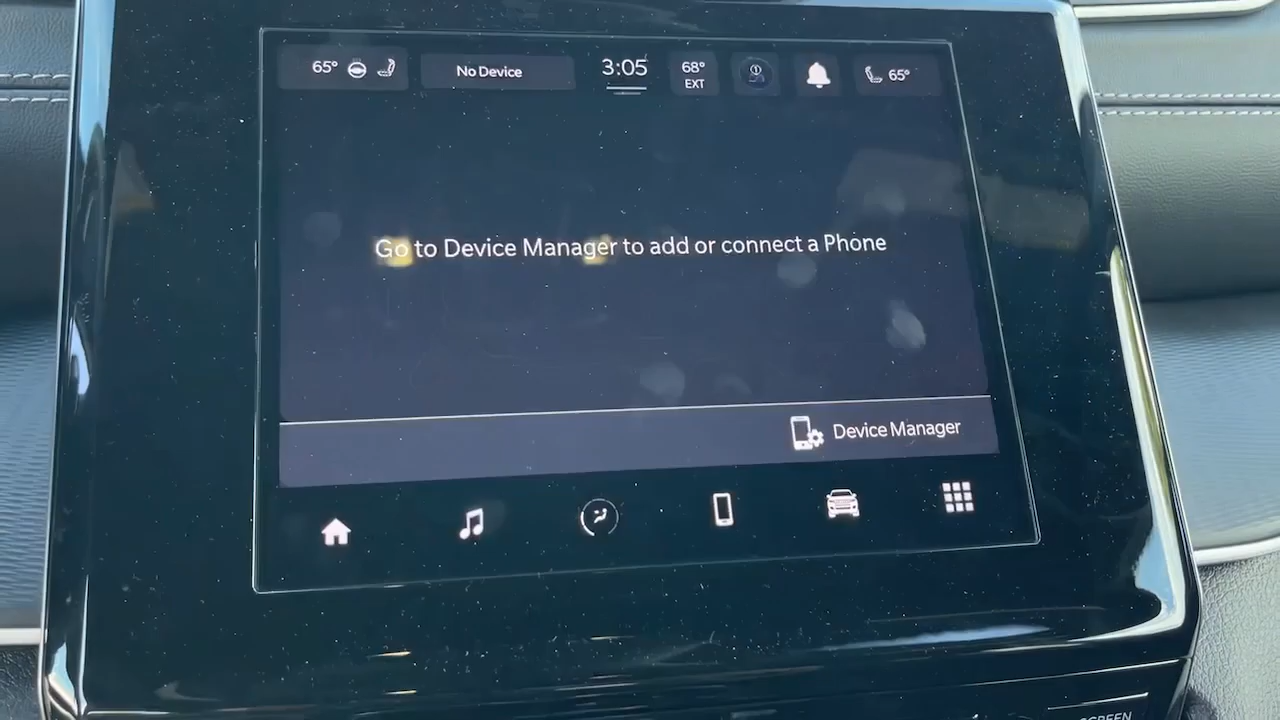 65°
No Device
3:05
68°
EXT
65°
Go to Device Manager to add or connect a Phone
Device Manager
SCREEN